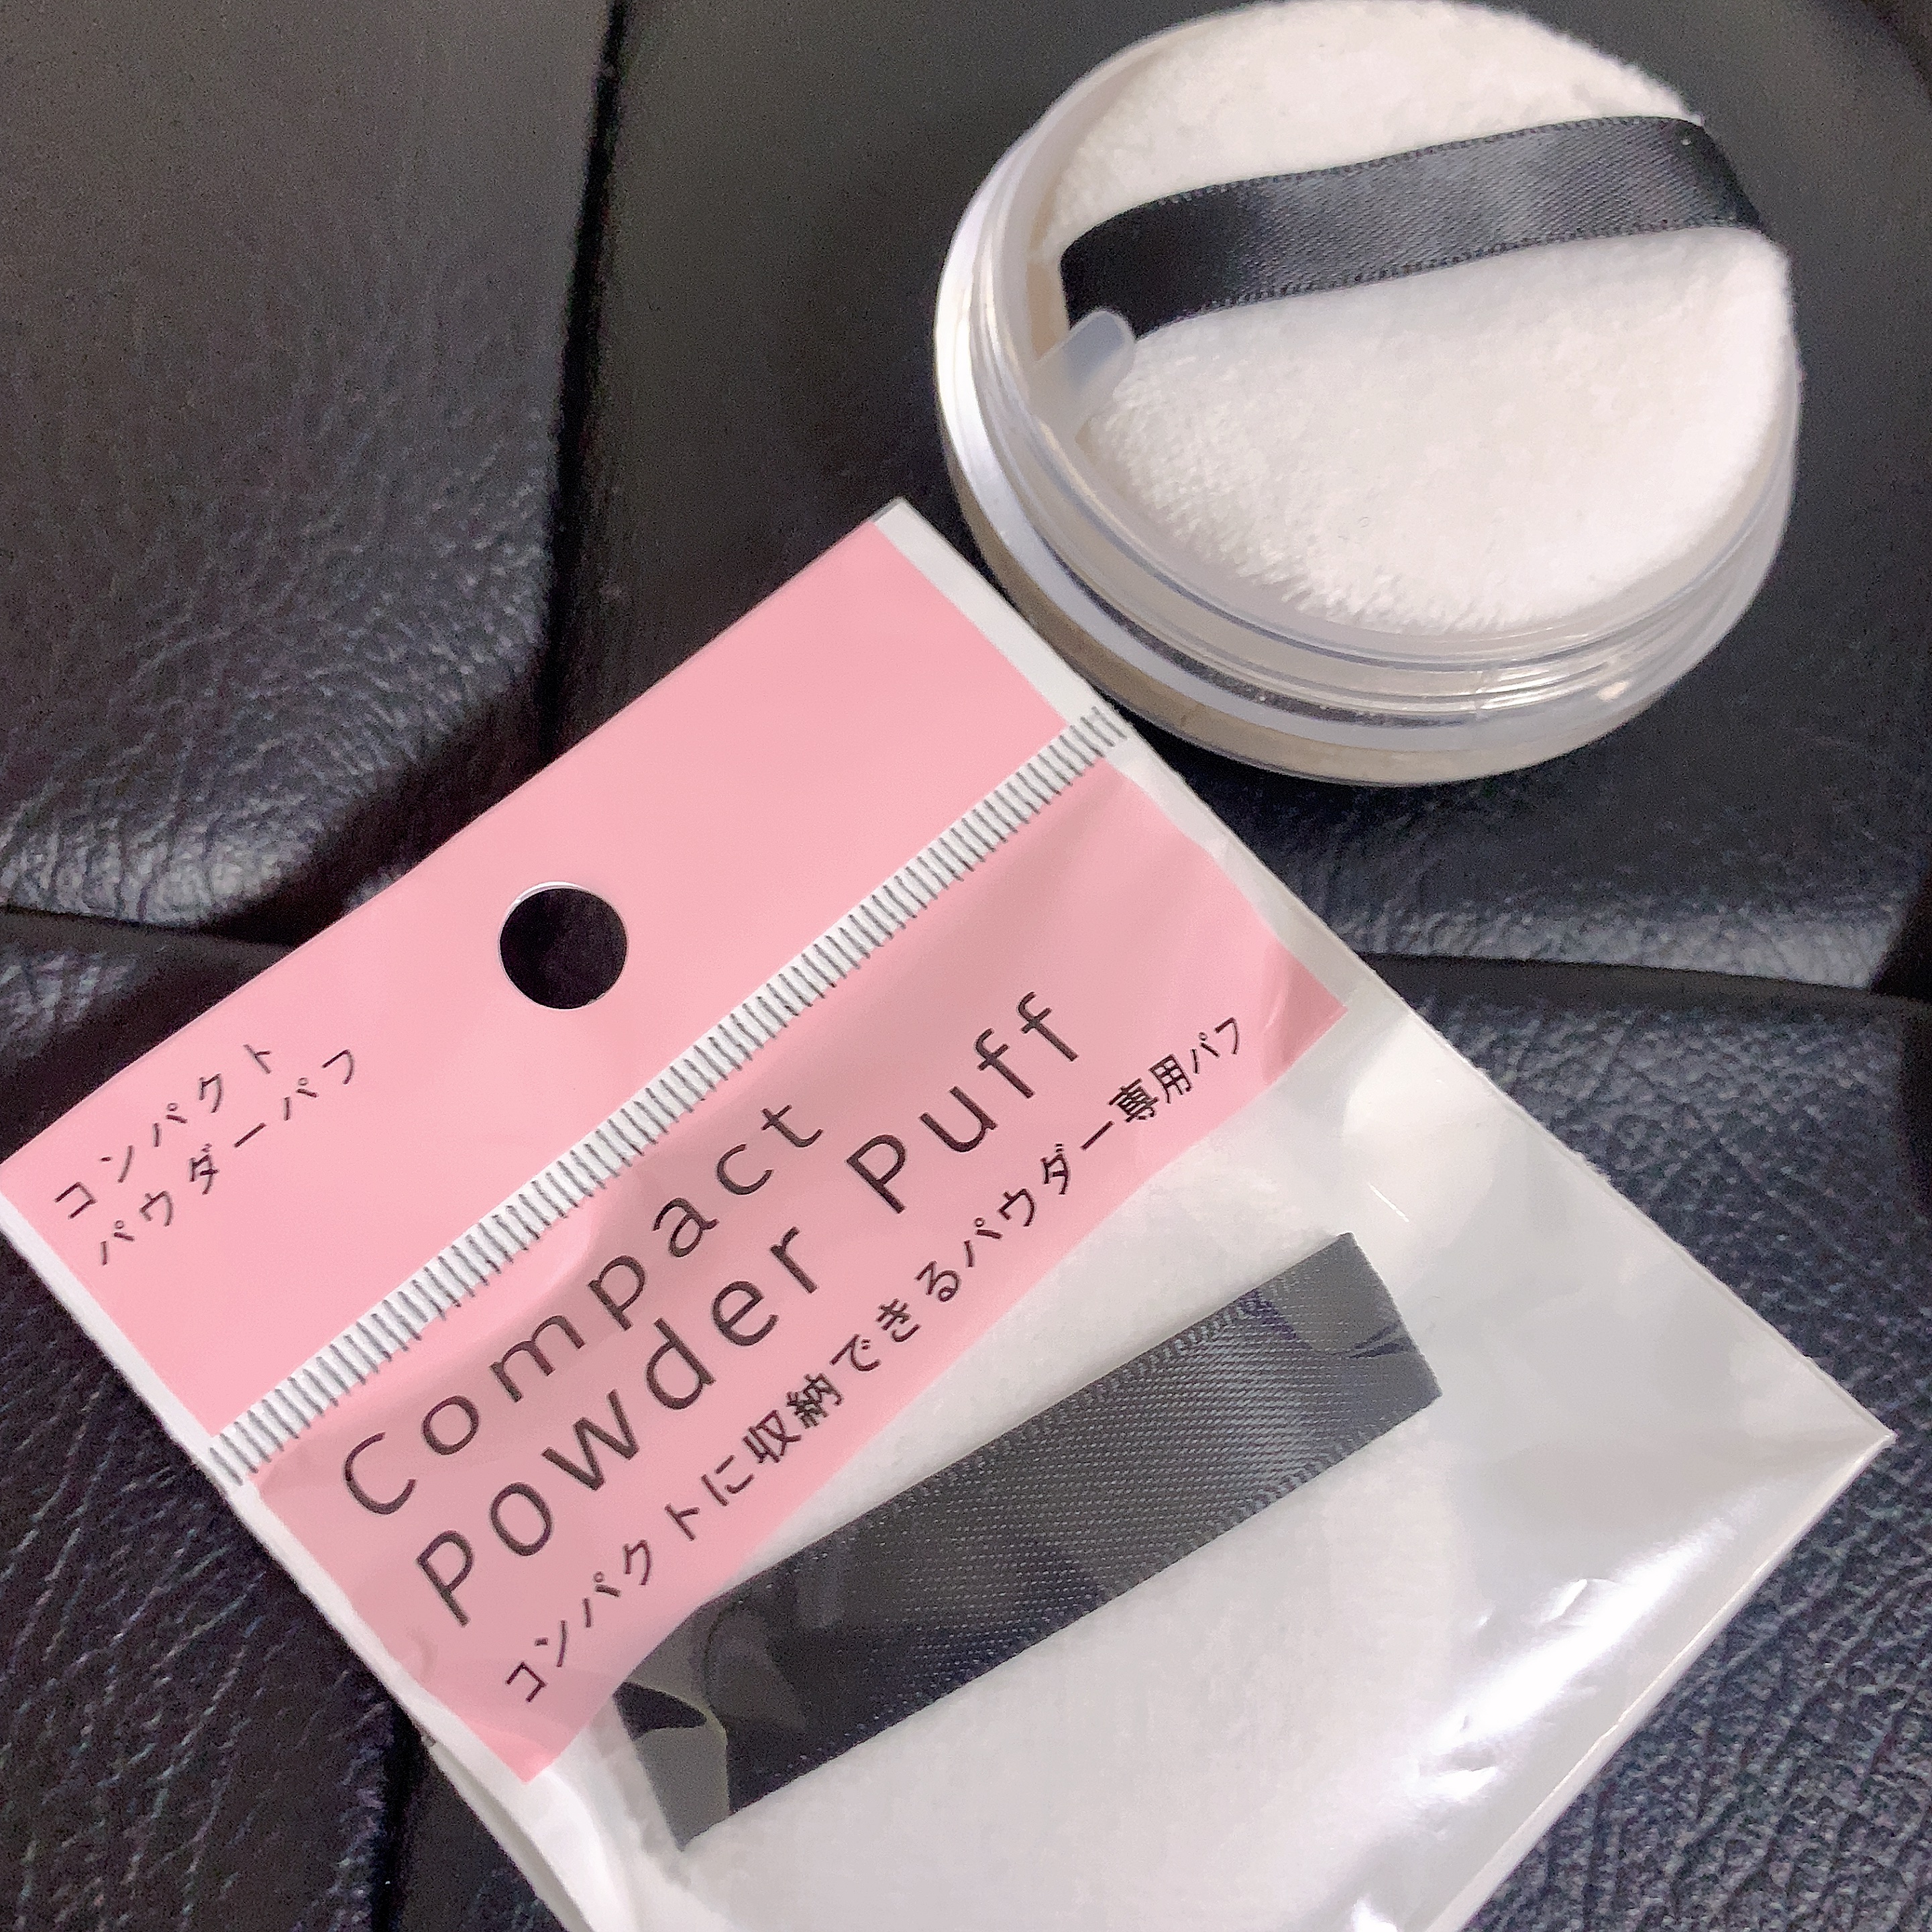 コンパクト
パウダーパフ
Compact
Powder Puff
コンパクトに収納できるパウダー専用パフ